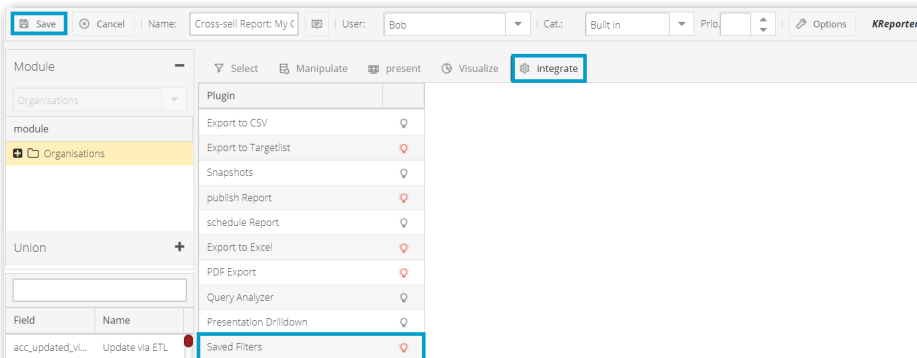 Save Cancel Name: Cross-sell Report: My C User: Bob Cat.: Built in Prio. Options KReporter
Module
Organisations
module
Organisations
Union
Field Name
acc_updated_vi... Update via ETL
Select Manipulate present Visualize integrate
Plugin
Export to CSV
Export to Targetlist
Snapshots
publish Report
schedule Report
Export to Excel
PDF Export
Query Analyzer
Presentation Drilldown
Saved Filters